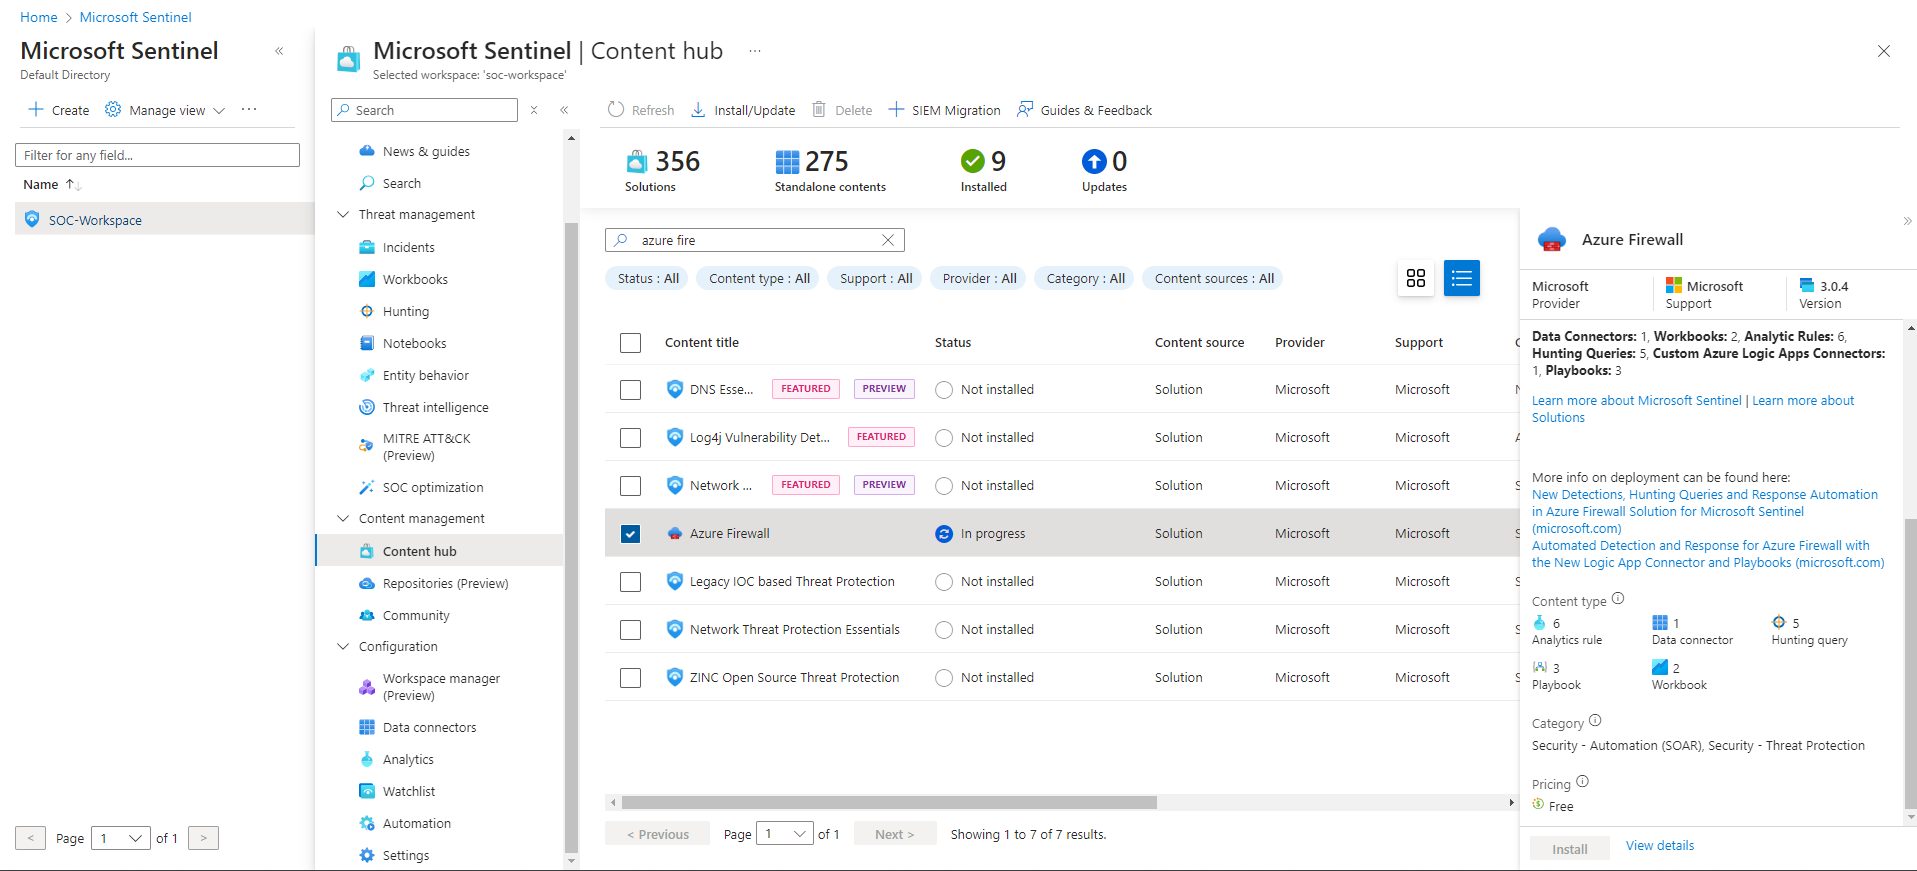 Home > Microsoft Sentinel
Microsoft Sentinel
Default Directory
Create
Manage view
Filter for any field...
Name
SOC-Workspace
< Page 1 of 1 >
Microsoft Sentinel | Content hub
Selected workspace: 'soc-workspace'
Search
News & guides
Search
Threat management
Incidents
Workbooks
Hunting
Notebooks
Entity behavior
Threat intelligence
MITRE ATT&CK
(Preview)
SOC optimization
Content management
Content hub
Repositories (Preview)
Community
Configuration
Workspace manager
(Preview)
Data connectors
Analytics
Watchlist
Automation
Settings
Refresh Install/Update Delete SIEM Migration Guides & Feedback
356 275 9 0
Solutions Standalone contents Installed Updates
azure fire
Status : All Content type : All Support : All Provider : All Category : All Content sources : All
Content title Status Content source Provider Support C
DNS Esse... FEATURED PREVIEW Not installed Solution Microsoft Microsoft
Log4j Vulnerability Det... FEATURED Not installed Solution Microsoft Microsoft
Network ... FEATURED PREVIEW Not installed Solution Microsoft Microsoft
Azure Firewall In progress Solution Microsoft Microsoft
Legacy IOC based Threat Protection Not installed Solution Microsoft Microsoft
Network Threat Protection Essentials Not installed Solution Microsoft Microsoft
ZINC Open Source Threat Protection Not installed Solution Microsoft Microsoft
< Previous Page 1 of 1 Next > Showing 1 to 7 of 7 results.
Azure Firewall
Microsoft Microsoft 3.0.4
Provider Support Version
Data Connectors: 1, Workbooks: 2, Analytic Rules: 6,
Hunting Queries: 5, Custom Azure Logic Apps Connectors:
1, Playbooks: 3
Learn more about Microsoft Sentinel | Learn more about
Solutions
More info on deployment can be found here:
New Detections, Hunting Queries and Response Automation
in Azure Firewall Solution for Microsoft Sentinel
(microsoft.com)
Automated Detection and Response for Azure Firewall with
the New Logic App Connector and Playbooks (microsoft.com)
Content type
6 1 5
Analytics rule Data connector Hunting query
3 2
Playbook Workbook
Category
Security - Automation (SOAR), Security - Threat Protection
Pricing
Free
Install View details